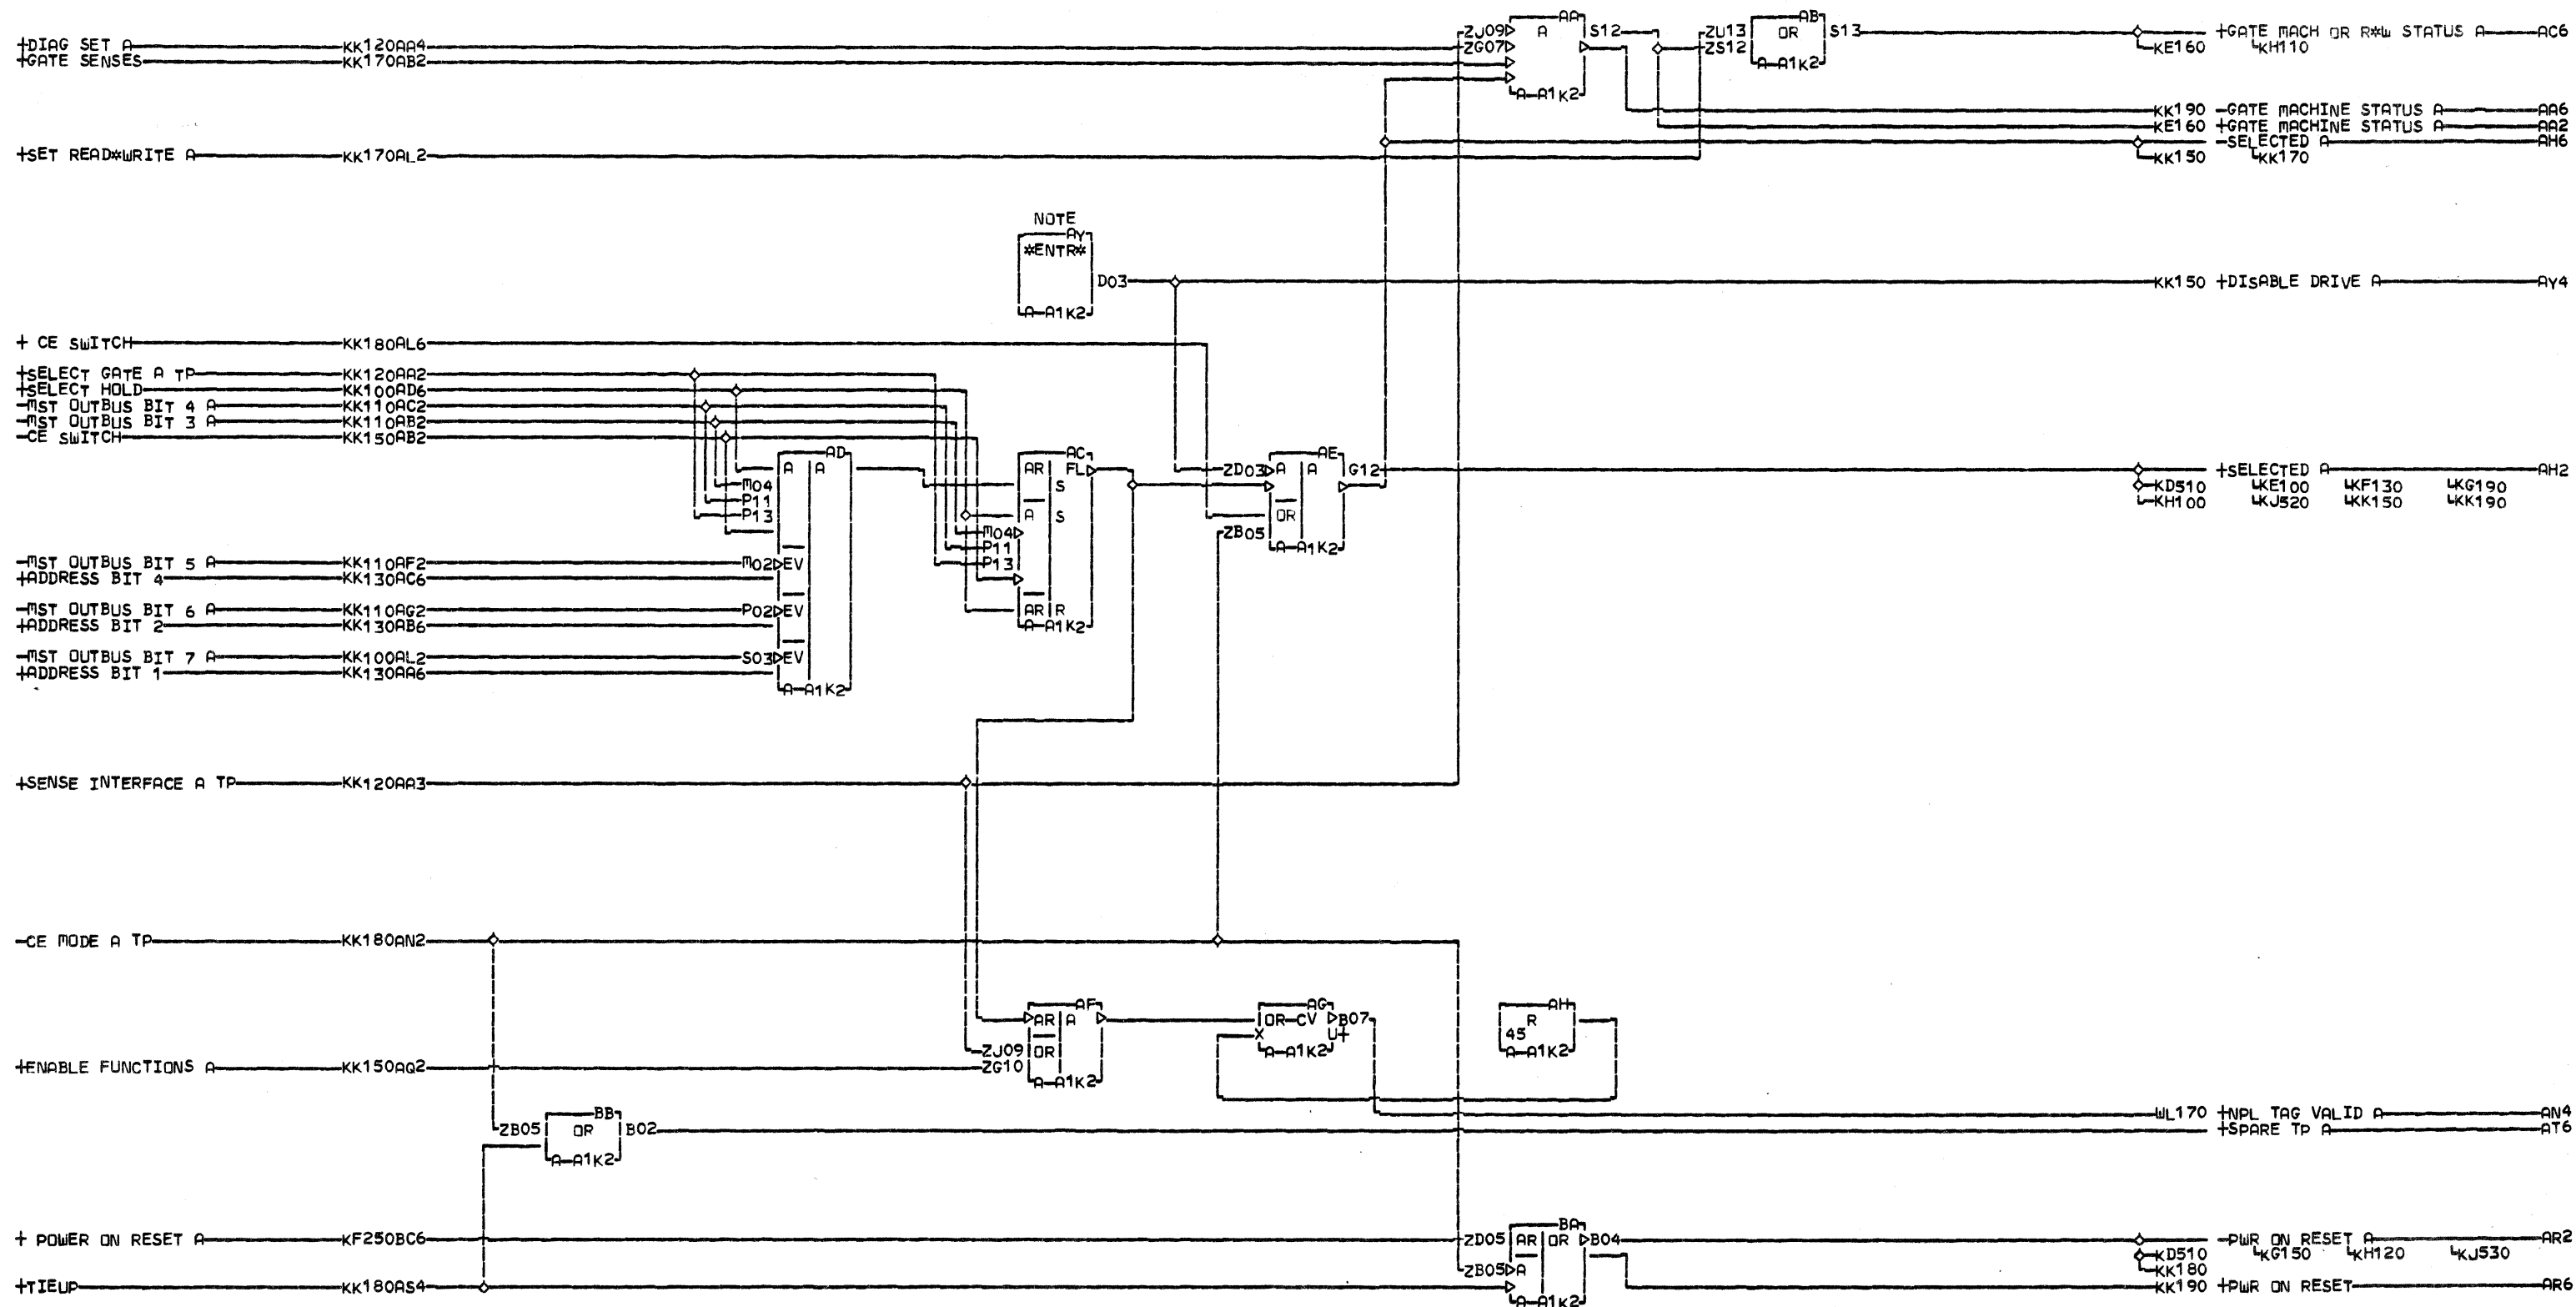 AA
AB
ZJ09 A S12 ZU13 OR S13 +GATE MACH OR R*W STATUS A AC6
+DIAG SET A KK120AA4 ZG07 ZS12 KE160 KH110
+GATE SENSES KK170AB2
A-A1K2
A-A1K2
KK190 -GATE MACHINE STATUS A AA6
KE160 +GATE MACHINE STATUS A AA2
-SELECTED A AH6
+SET READ*WRITE A KK170AL2 KK150 KK170
NOTE
AY
*ENTR*
D03 KK150 +DISABLE DRIVE A AY4
A-A1K2
+ CE SWITCH KK180AL6
+SELECT GATE A TP KK120AA2
+SELECT HOLD KK100AD6
-MST OUTBUS BIT 4 A KK110AC2
-MST OUTBUS BIT 3 A KK110AB2
-CE SWITCH KK150AB2
AD AC AE
A A AR FL ZD03 A A G12 +SELECTED A AH2
M04 S KD510 KE100 KF130 KG190
P11 KH100 KJ520 KK150 KK190
P13 A S OR
M04 ZB05
P11 A-A1K2
-MST OUTBUS BIT 5 A KK110AF2 M02 EV P13
+ADDRESS BIT 4 KK130AC6
-MST OUTBUS BIT 6 A KK110AG2 P02 EV AR R
+ADDRESS BIT 2 KK130AB6 A-A1K2
-MST OUTBUS BIT 7 A KK100AL2 S03 EV
+ADDRESS BIT 1 KK130AA6
A-A1K2
+SENSE INTERFACE A TP KK120AA3
-CE MODE A TP KK180AN2
AF AG AH
AR A OR-CV B07 R
X U+ 45
ZJ09 OR A-A1K2 A-A1K2
+ENABLE FUNCTIONS A KK150AQ2 ZG10
A-A1K2
BB WL170 +NPL TAG VALID A AN4
ZB05 OR B02 +SPARE TP A AT6
A-A1K2
BA
+ POWER ON RESET A KF250BC6 ZD05 AR OR B04 -PWR ON RESET A AR2
KD510 KG150 KH120 KJ530
ZB05 A KK180
+TIEUP KK180AS4 KK190 +PWR ON RESET AR6
A-A1K2